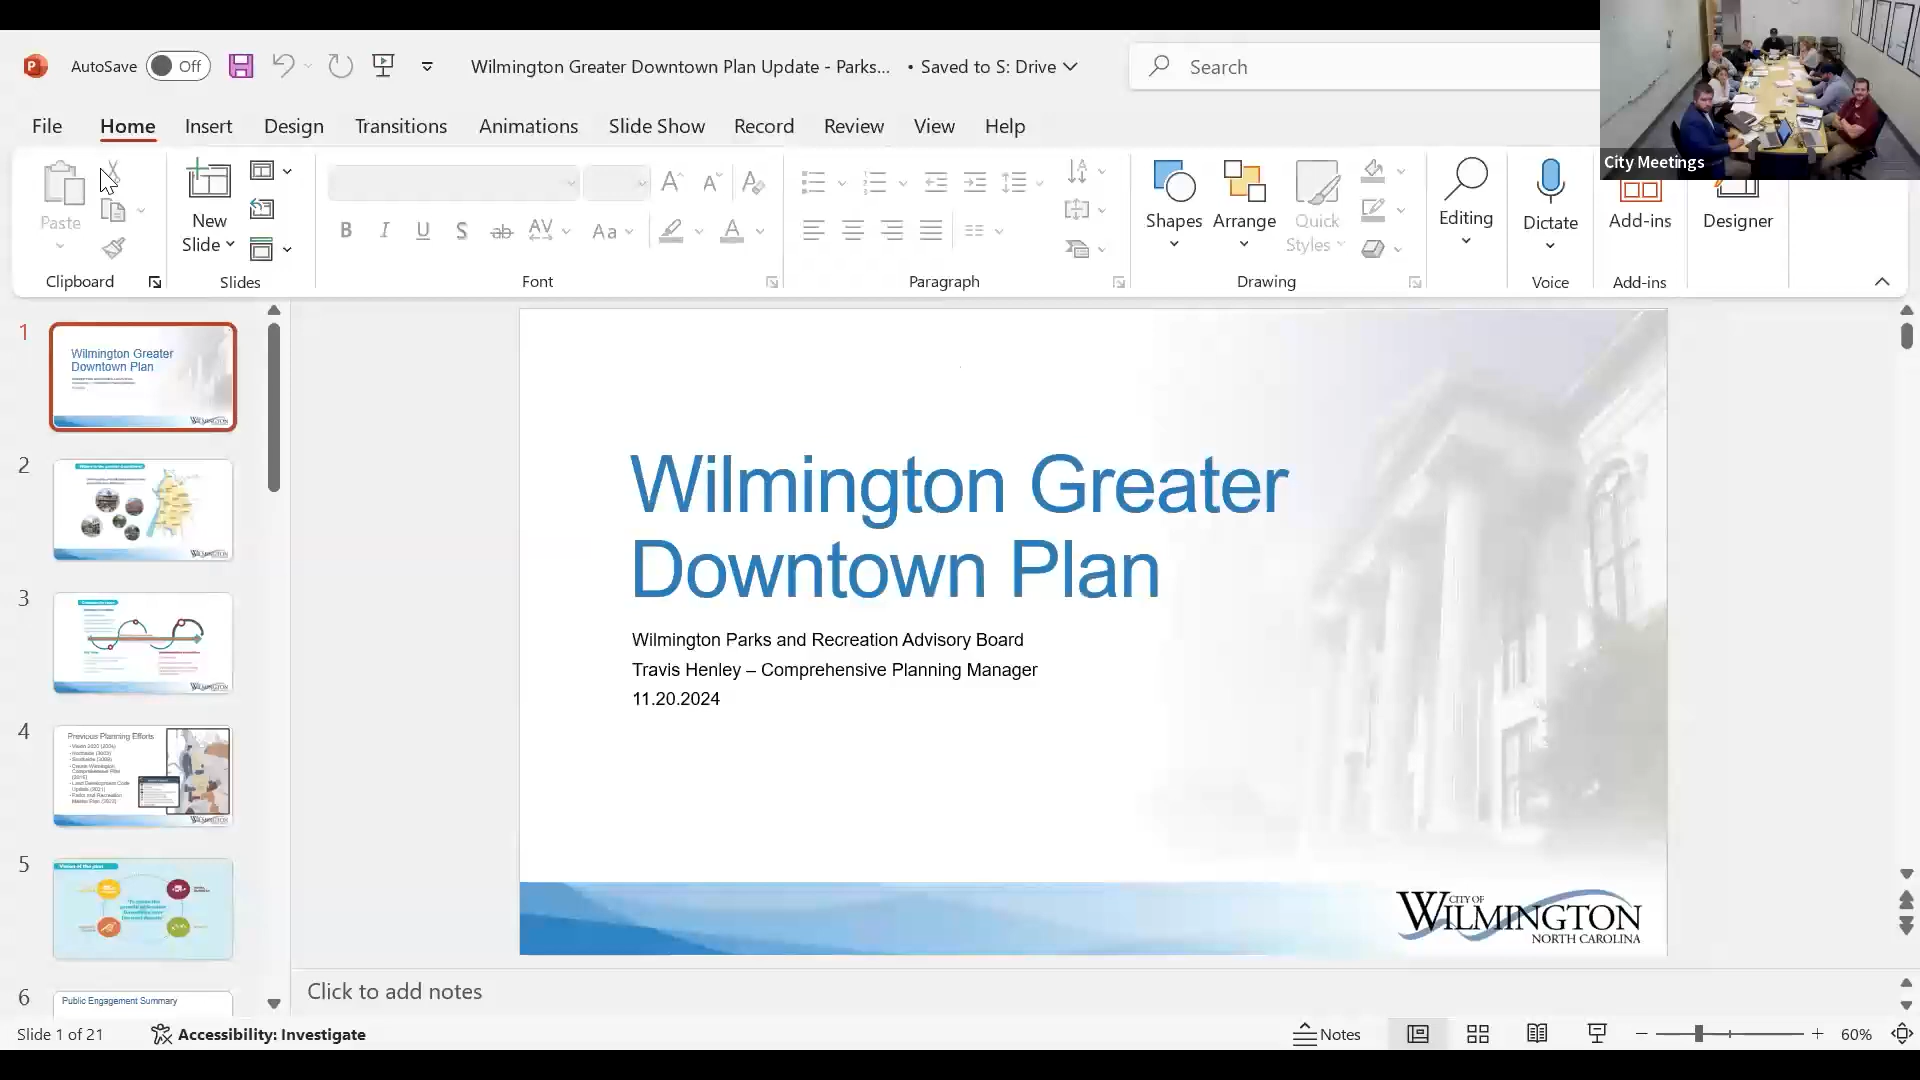 AutoSave Off Wilmington Greater Downtown Plan Update - Parks... • Saved to S: Drive Search
City Meetings
File Home Insert Design Transitions Animations Slide Show Record Review View Help
Paste New Slide Shapes Arrange Quick Styles Editing Dictate Add-ins Designer
Clipboard Slides Font Paragraph Drawing Voice Add-ins
1
Wilmington Greater
Downtown Plan
2
3
4
Previous Planning Efforts
5
6
Public Engagement Summary
Wilmington Greater
Downtown Plan
Wilmington Parks and Recreation Advisory Board
Travis Henley – Comprehensive Planning Manager
11.20.2024
CITY OF
WILMINGTON
NORTH CAROLINA
Click to add notes
Slide 1 of 21 Accessibility: Investigate Notes 60%